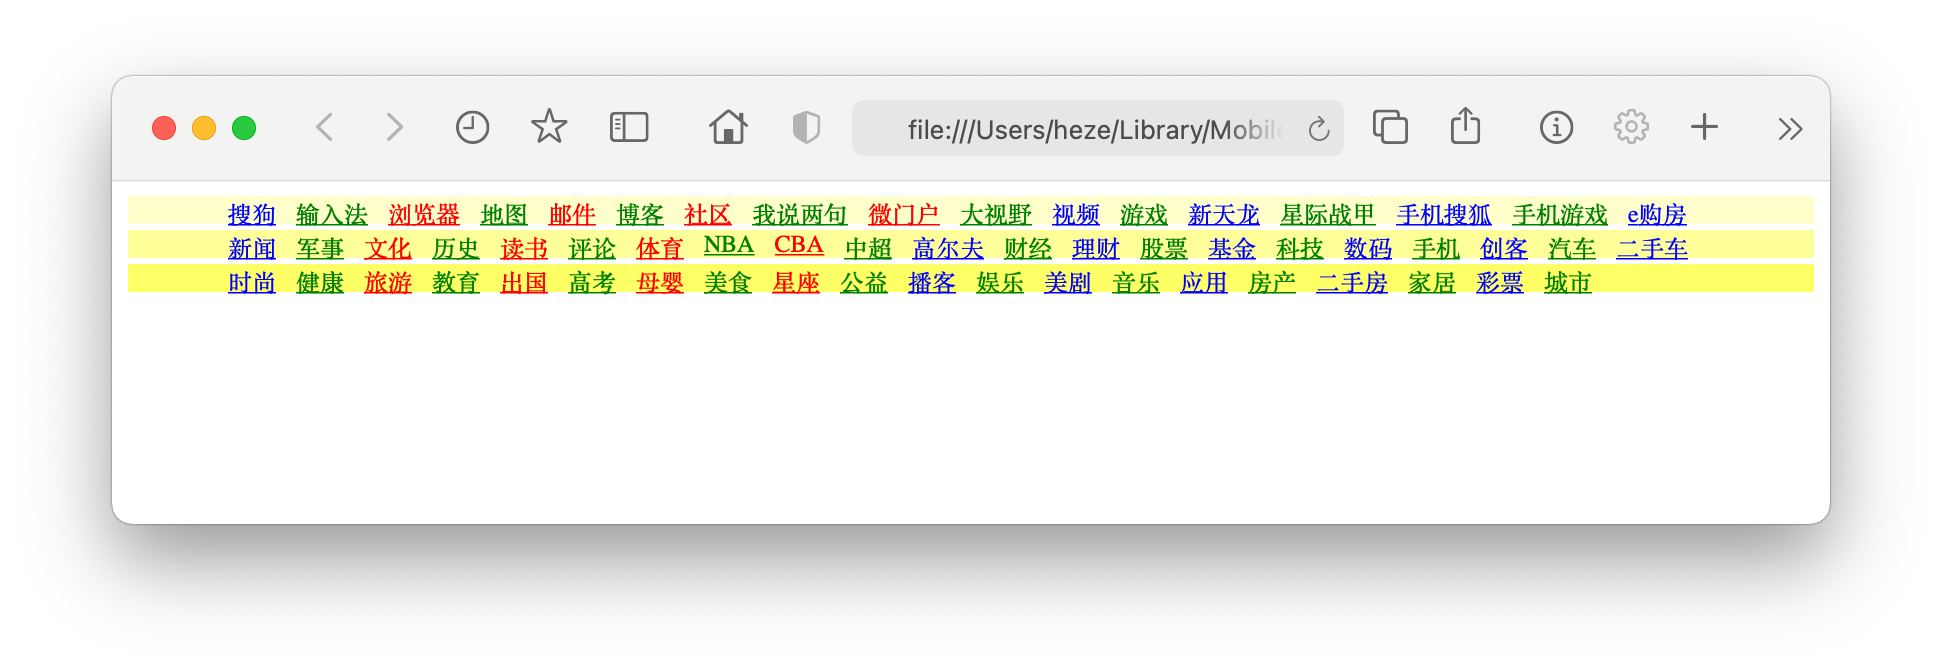 file:///Users/heze/Library/Mobile
搜狗 输入法 浏览器 地图 邮件 博客 社区 我说两句 微门户 大视野 视频 游戏 新天龙 星际战甲 手机搜狐 手机游戏 e购房
新闻 军事 文化 历史 读书 评论 体育 NBA CBA 中超 高尔夫 财经 理财 股票 基金 科技 数码 手机 创客 汽车 二手车
时尚 健康 旅游 教育 出国 高考 母婴 美食 星座 公益 播客 娱乐 美剧 音乐 应用 房产 二手房 家居 彩票 城市